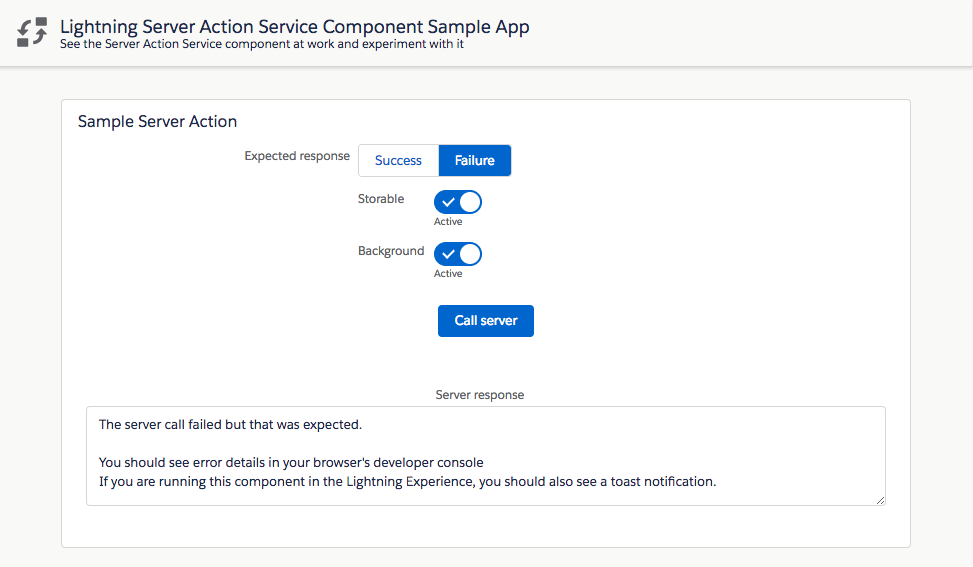 Lightning Server Action Service Component Sample App
See the Server Action Service component at work and experiment with it
Sample Server Action
Expected response
Success
Failure
Storable
Active
Background
Active
Call server
Server response
The server call failed but that was expected.
You should see error details in your browser's developer console
If you are running this component in the Lightning Experience, you should also see a toast notification.